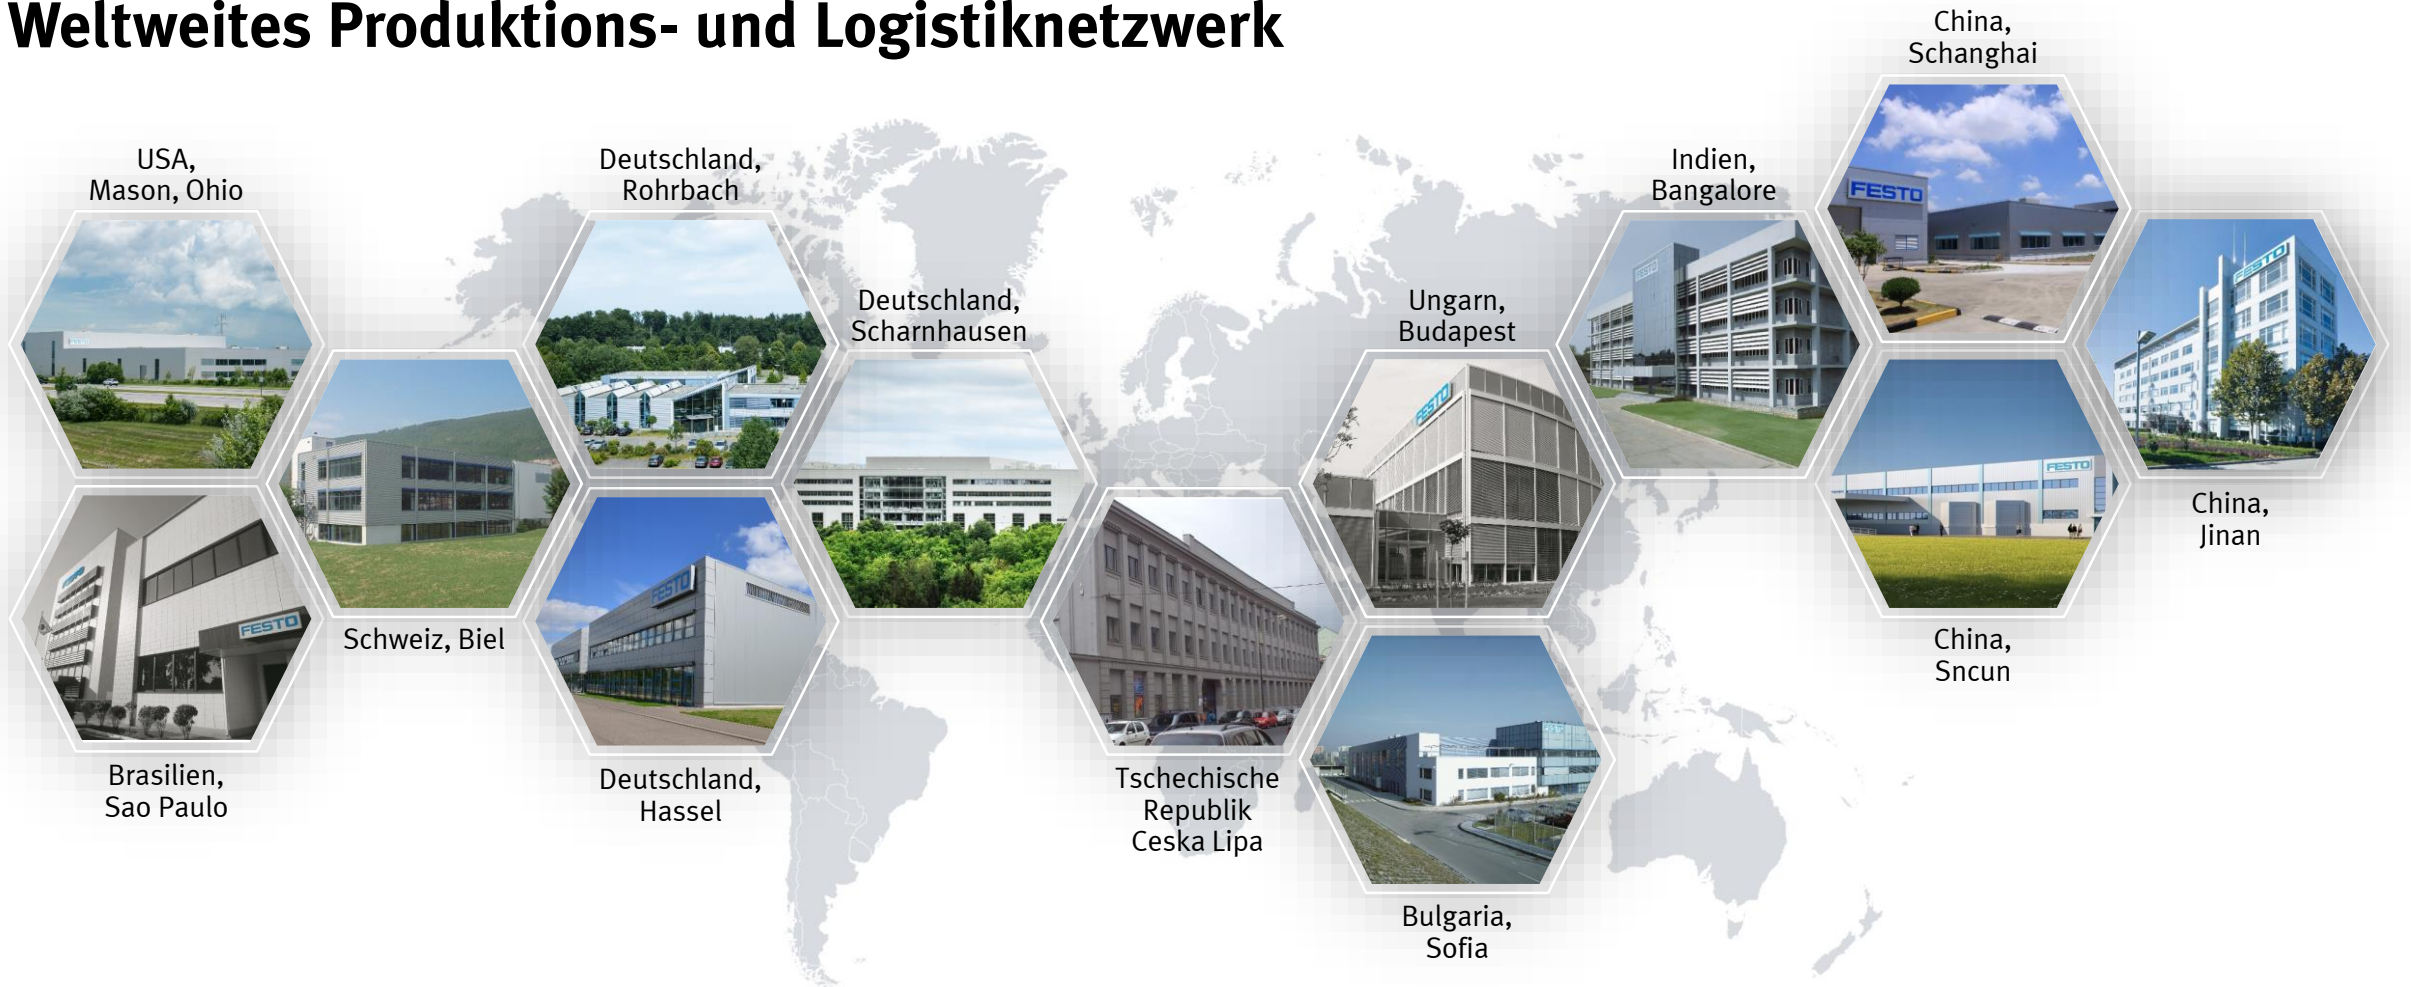 Weltweites Produktions- und Logistiknetzwerk
China,
Schanghai
USA,
Mason, Ohio
Deutschland,
Rohrbach
Indien,
Bangalore
FESTO
FESTO
FESTO
Deutschland,
Scharnhausen
Ungarn,
Budapest
FESTO
FESTO
FESTO
China,
Jinan
FESTO
FESTO
Schweiz, Biel
China,
Sncun
Brasilien,
Sao Paulo
Deutschland,
Hassel
Tschechische
Republik
Ceska Lipa
Bulgaria,
Sofia